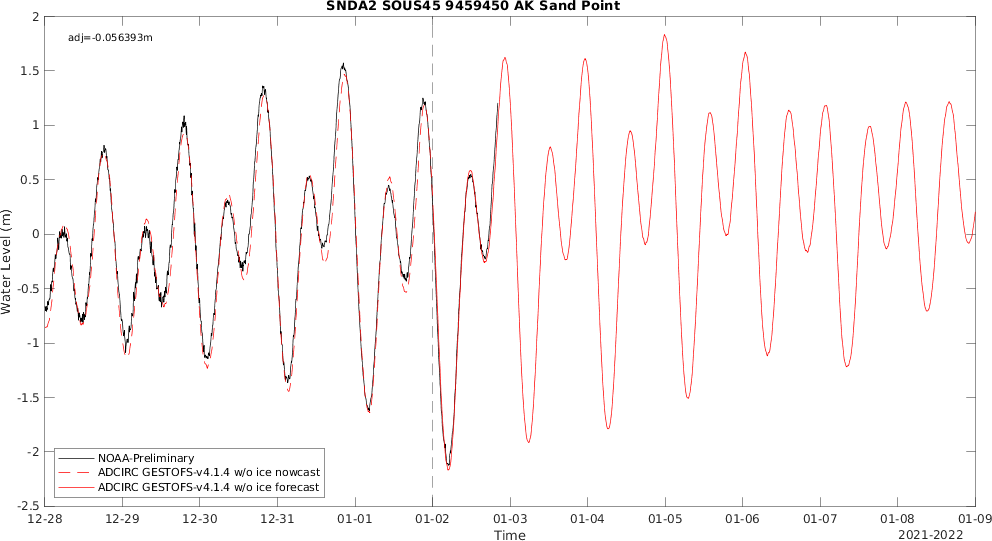 SNDA2 SOUS45 9459450 AK Sand Point
adj=-0.056393m
Water Level (m)
2
1.5
1
0.5
0
-0.5
-1
-1.5
-2
-2.5
NOAA-Preliminary
ADCIRC GESTOFS-v4.1.4 w/o ice nowcast
ADCIRC GESTOFS-v4.1.4 w/o ice forecast
12-28 12-29 12-30 12-31 01-01 01-02 01-03 01-04 01-05 01-06 01-07 01-08 01-09
Time
2021-2022